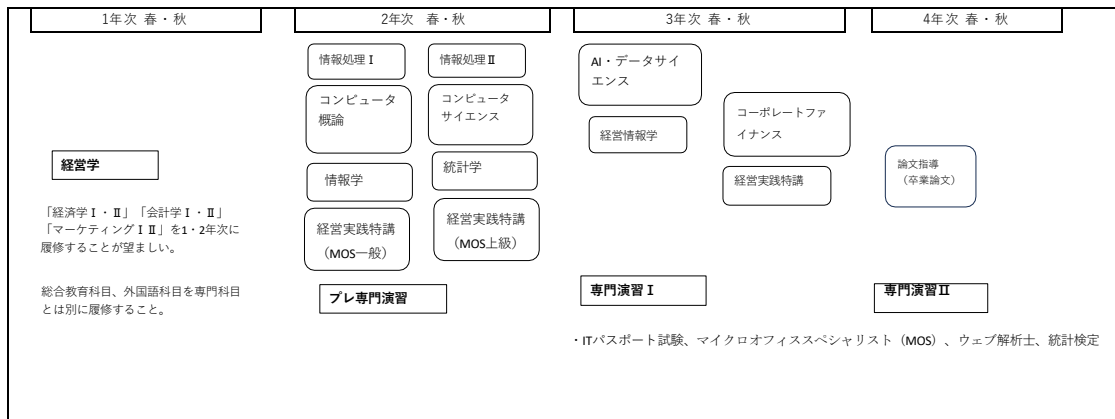 1年次 春・秋
2年次 春・秋
3年次 春・秋
4年次 春・秋
経営学
「経済学Ⅰ・Ⅱ」「会計学Ⅰ・Ⅱ」
「マーケティングⅠⅡ」を1・2年次に
履修することが望ましい。
総合教育科目、外国語科目を専門科目
とは別に履修すること。
情報処理Ⅰ
情報処理Ⅱ
コンピュータ
概論
コンピュータ
サイエンス
情報学
統計学
経営実践特講
（MOS一般）
経営実践特講
（MOS上級）
プレ専門演習
AI・データサイ
エンス
経営情報学
コーポレートファ
イナンス
経営実践特講
専門演習Ⅰ
論文指導
（卒業論文）
専門演習Ⅱ
・ITパスポート試験、マイクロオフィススペシャリスト（MOS）、ウェブ解析士、統計検定